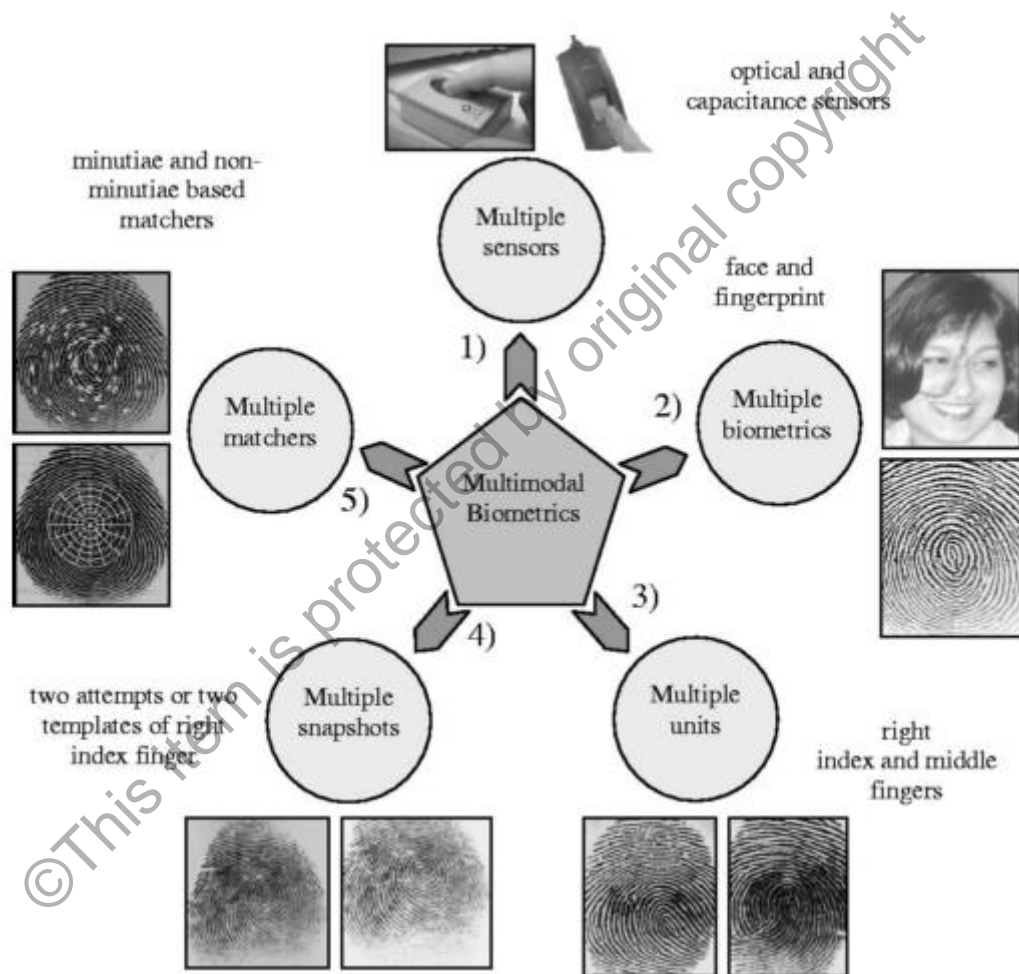 optical and
capacitance sensors
minutiae and non-
minutiae based
matchers
Multiple
sensors
face and
fingerprint
1)
Multiple
matchers
2)
Multiple
biometrics
5)
Multimodal
Biometrics
3)
4)
two attempts or two
templates of right
index finger
Multiple
snapshots
Multiple
units
right
index and middle
fingers
©This item is protected by original copyright